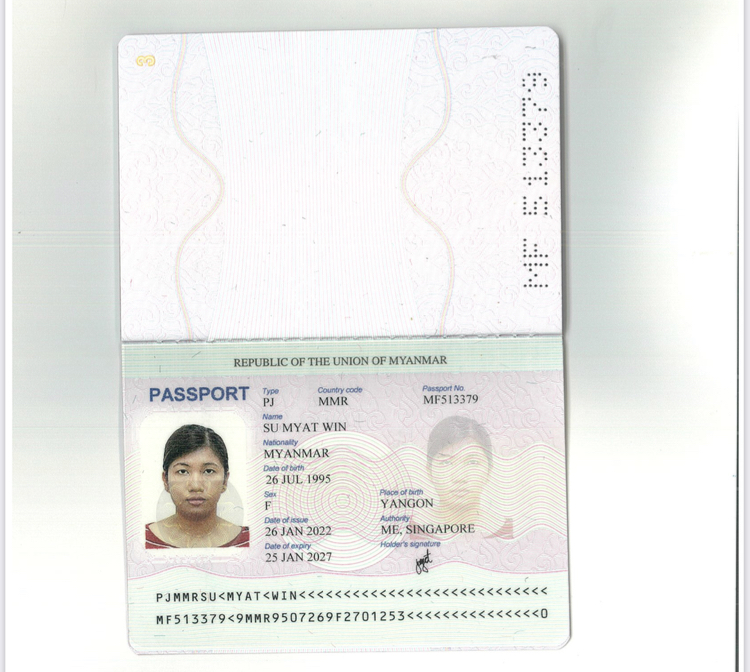 MF 513379
REPUBLIC OF THE UNION OF MYANMAR
PASSPORT
Type Country code Passport No.
PJ MMR MF513379
Name
SU MYAT WIN
Nationality
MYANMAR
Date of birth
26 JUL 1995
Sex Place of birth
F YANGON
Date of issue Authority
26 JAN 2022 ME, SINGAPORE
Date of expiry Holder's signature
25 JAN 2027
PJMMRSU<MYAT<WIN<<<<<<<<<<<<<<<<<<<<<<<<<<<<
MF513379<9MMR9507269F2701253<<<<<<<<<<<<<<<0